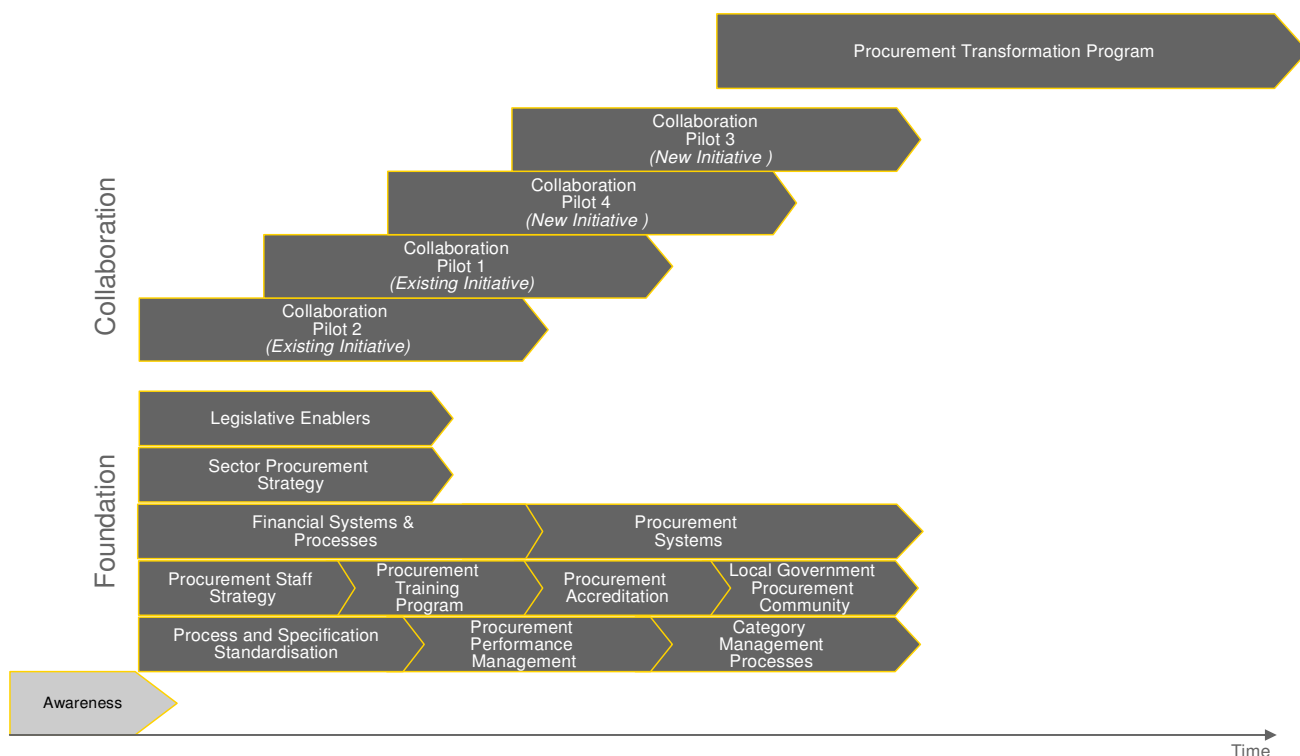 Procurement Transformation Program
Collaboration
Collaboration
Pilot 3
(New Initiative )
Collaboration
Pilot 4
(New Initiative )
Collaboration
Pilot 1
(Existing Initiative)
Collaboration
Pilot 2
(Existing Initiative)
Foundation
Legislative Enablers
Sector Procurement
Strategy
Financial Systems &
Processes
Procurement
Systems
Procurement Staff
Strategy
Procurement
Training
Program
Procurement
Accreditation
Local Government
Procurement
Community
Process and Specification
Standardisation
Procurement
Performance
Management
Category
Management
Processes
Awareness
Time